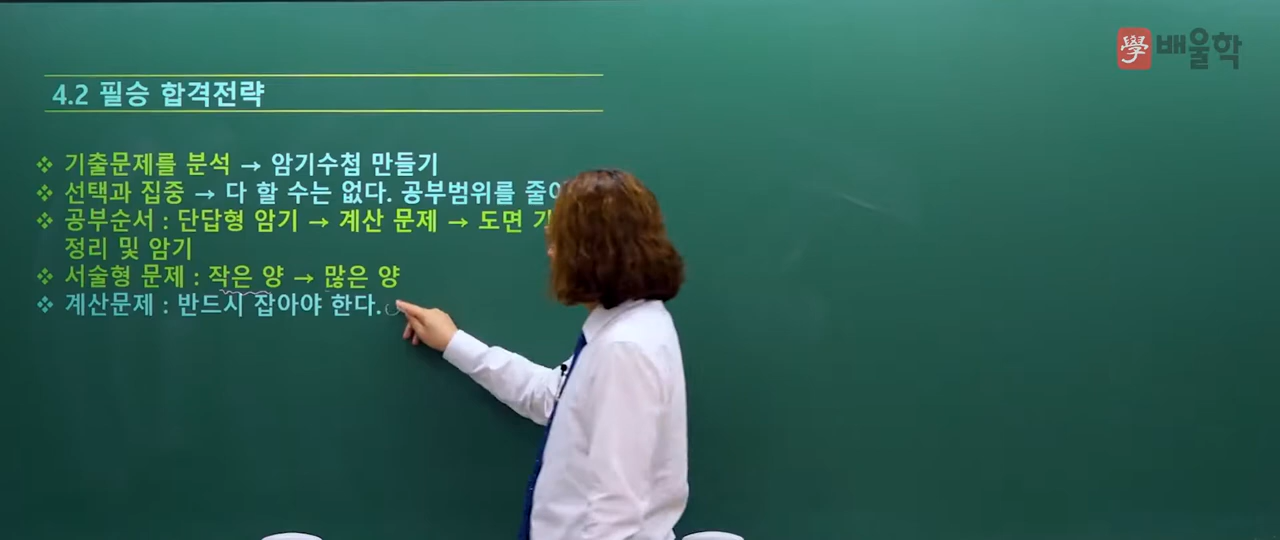 學 배울학
4.2 필승 합격전략
❖ 기출문제를 분석 → 암기수첩 만들기
❖ 선택과 집중 → 다 할 수는 없다. 공부범위를
❖ 공부순서 : 단답형 암기 → 계산 문제 → 도면
정리 및 암기
❖ 서술형 문제 : 작은 양 → 많은 양
❖ 계산문제 : 반드시 잡아야 한다.